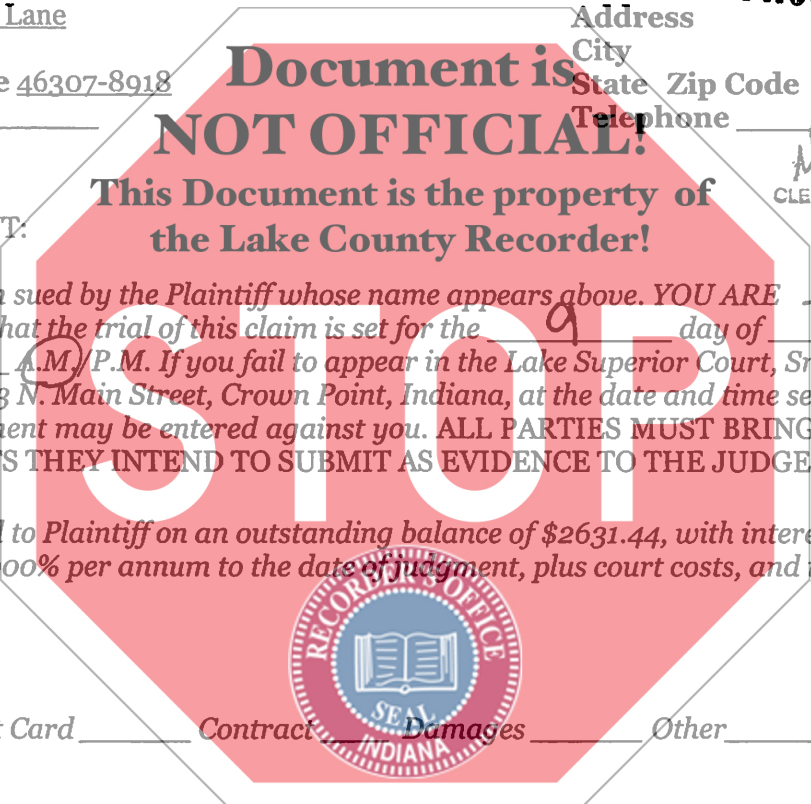 Lane
Address
City
e 46307-8918
State Zip Code
Telephone
Document is
NOT OFFICIAL!
This Document is the property of
the Lake County Recorder!
CLE
T:
sued by the Plaintiff whose name appears above. YOU ARE
hat the trial of this claim is set for the 9 day of
A.M./P.M. If you fail to appear in the Lake Superior Court, Sm
3 N. Main Street, Crown Point, Indiana, at the date and time se
ent may be entered against you. ALL PARTIES MUST BRING
S THEY INTEND TO SUBMIT AS EVIDENCE TO THE JUDGE
STOP
to Plaintiff on an outstanding balance of $2631.44, with intere
00% per annum to the date of judgment, plus court costs, and
RECORDER'S OFFICE
SEAL
INDIANA
Card Contract Damages Other